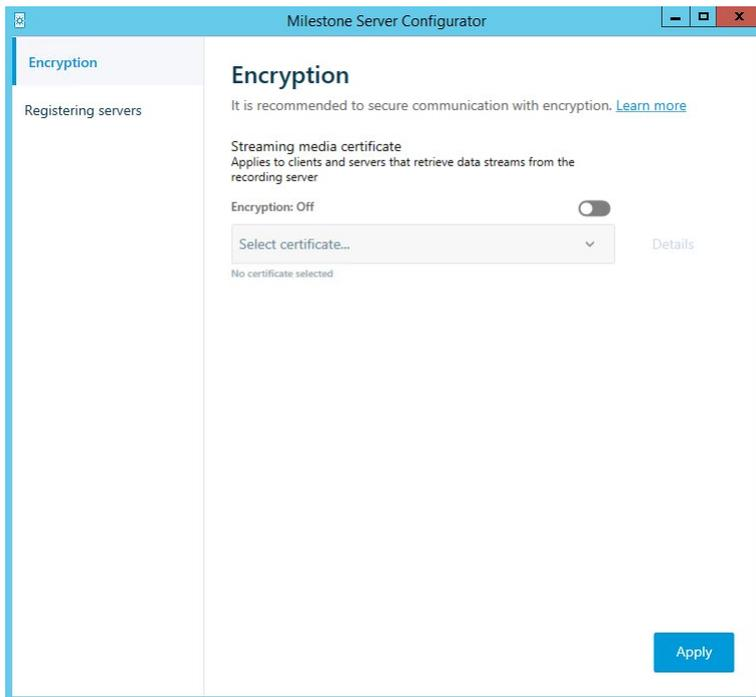 Milestone Server Configurator
Encryption
Registering servers
Encryption
It is recommended to secure communication with encryption. Learn more
Streaming media certificate
Applies to clients and servers that retrieve data streams from the
recording server
Encryption: Off
Select certificate...
Details
No certificate selected
Apply